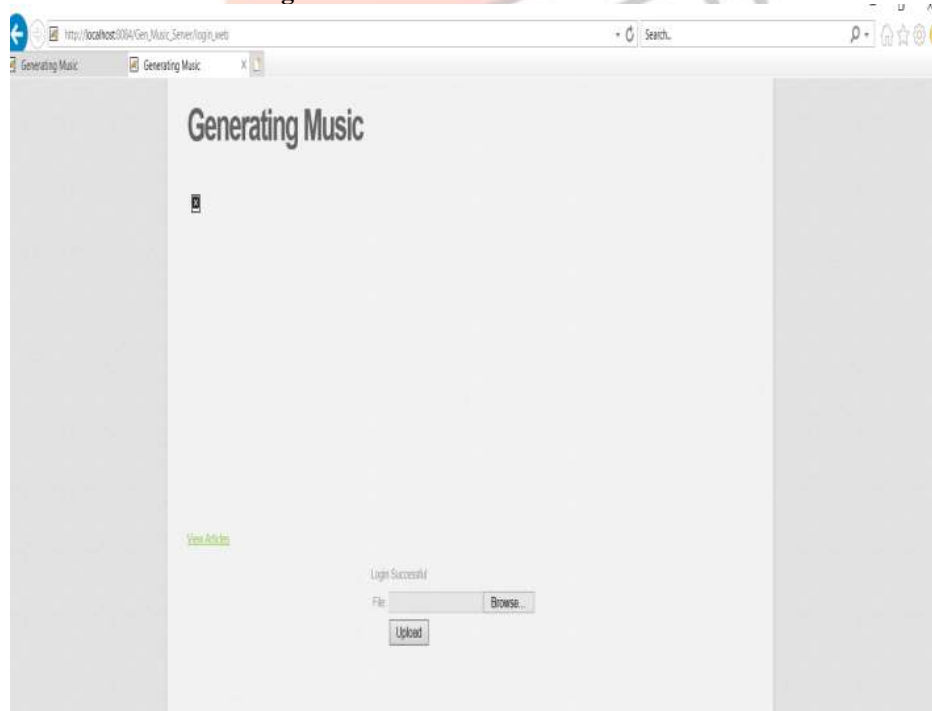 http://localhost:8084/Gen_Music_Server/login_web
Search..
Generating Music
Generating Music X
Generating Music
View Articles
Login Successful
File:
Browse...
Upload